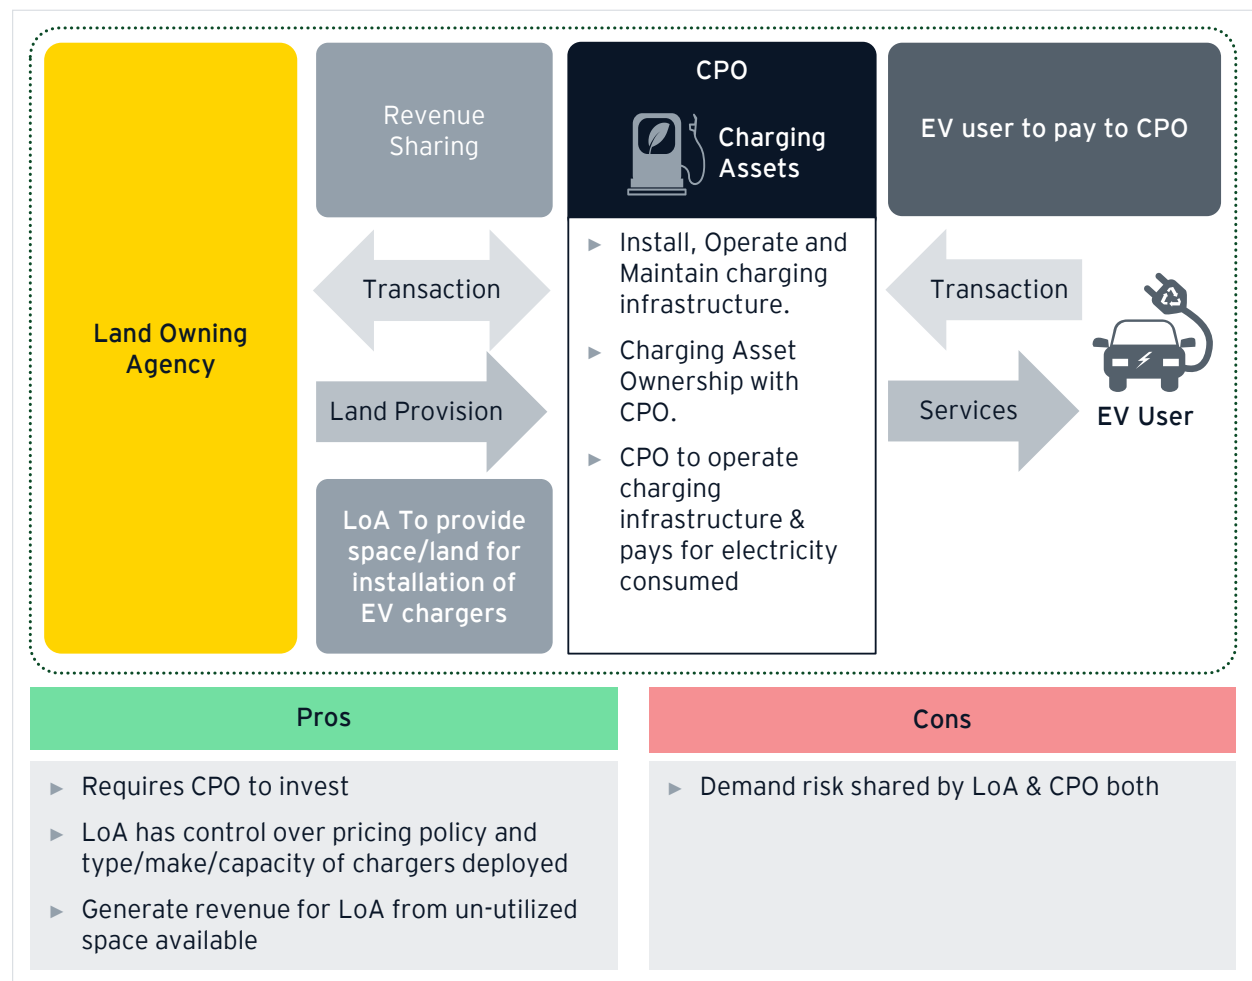 Land Owning
Agency
Revenue
Sharing
Transaction
Land Provision
LoA To provide
space/land for
installation of
EV chargers
CPO
Charging
Assets
► Install, Operate and
Maintain charging
infrastructure.
► Charging Asset
Ownership with
CPO.
► CPO to operate
charging
infrastructure &
pays for electricity
consumed
EV user to pay to CPO
Transaction
Services
EV User
Pros
► Requires CPO to invest
► LoA has control over pricing policy and
type/make/capacity of chargers deployed
► Generate revenue for LoA from un-utilized
space available
Cons
► Demand risk shared by LoA & CPO both